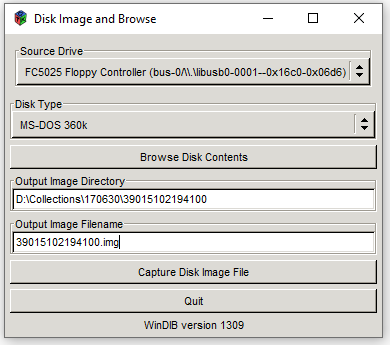 Disk Image and Browse
Source Drive
FC5025 Floppy Controller (bus-0/\\.\libusb0-0001--0x16c0-0x06d6)
Disk Type
MS-DOS 360k
Browse Disk Contents
Output Image Directory
D:\Collections\170630\39015102194100
Output Image Filename
39015102194100.img
Capture Disk Image File
Quit
WinDIB version 1309